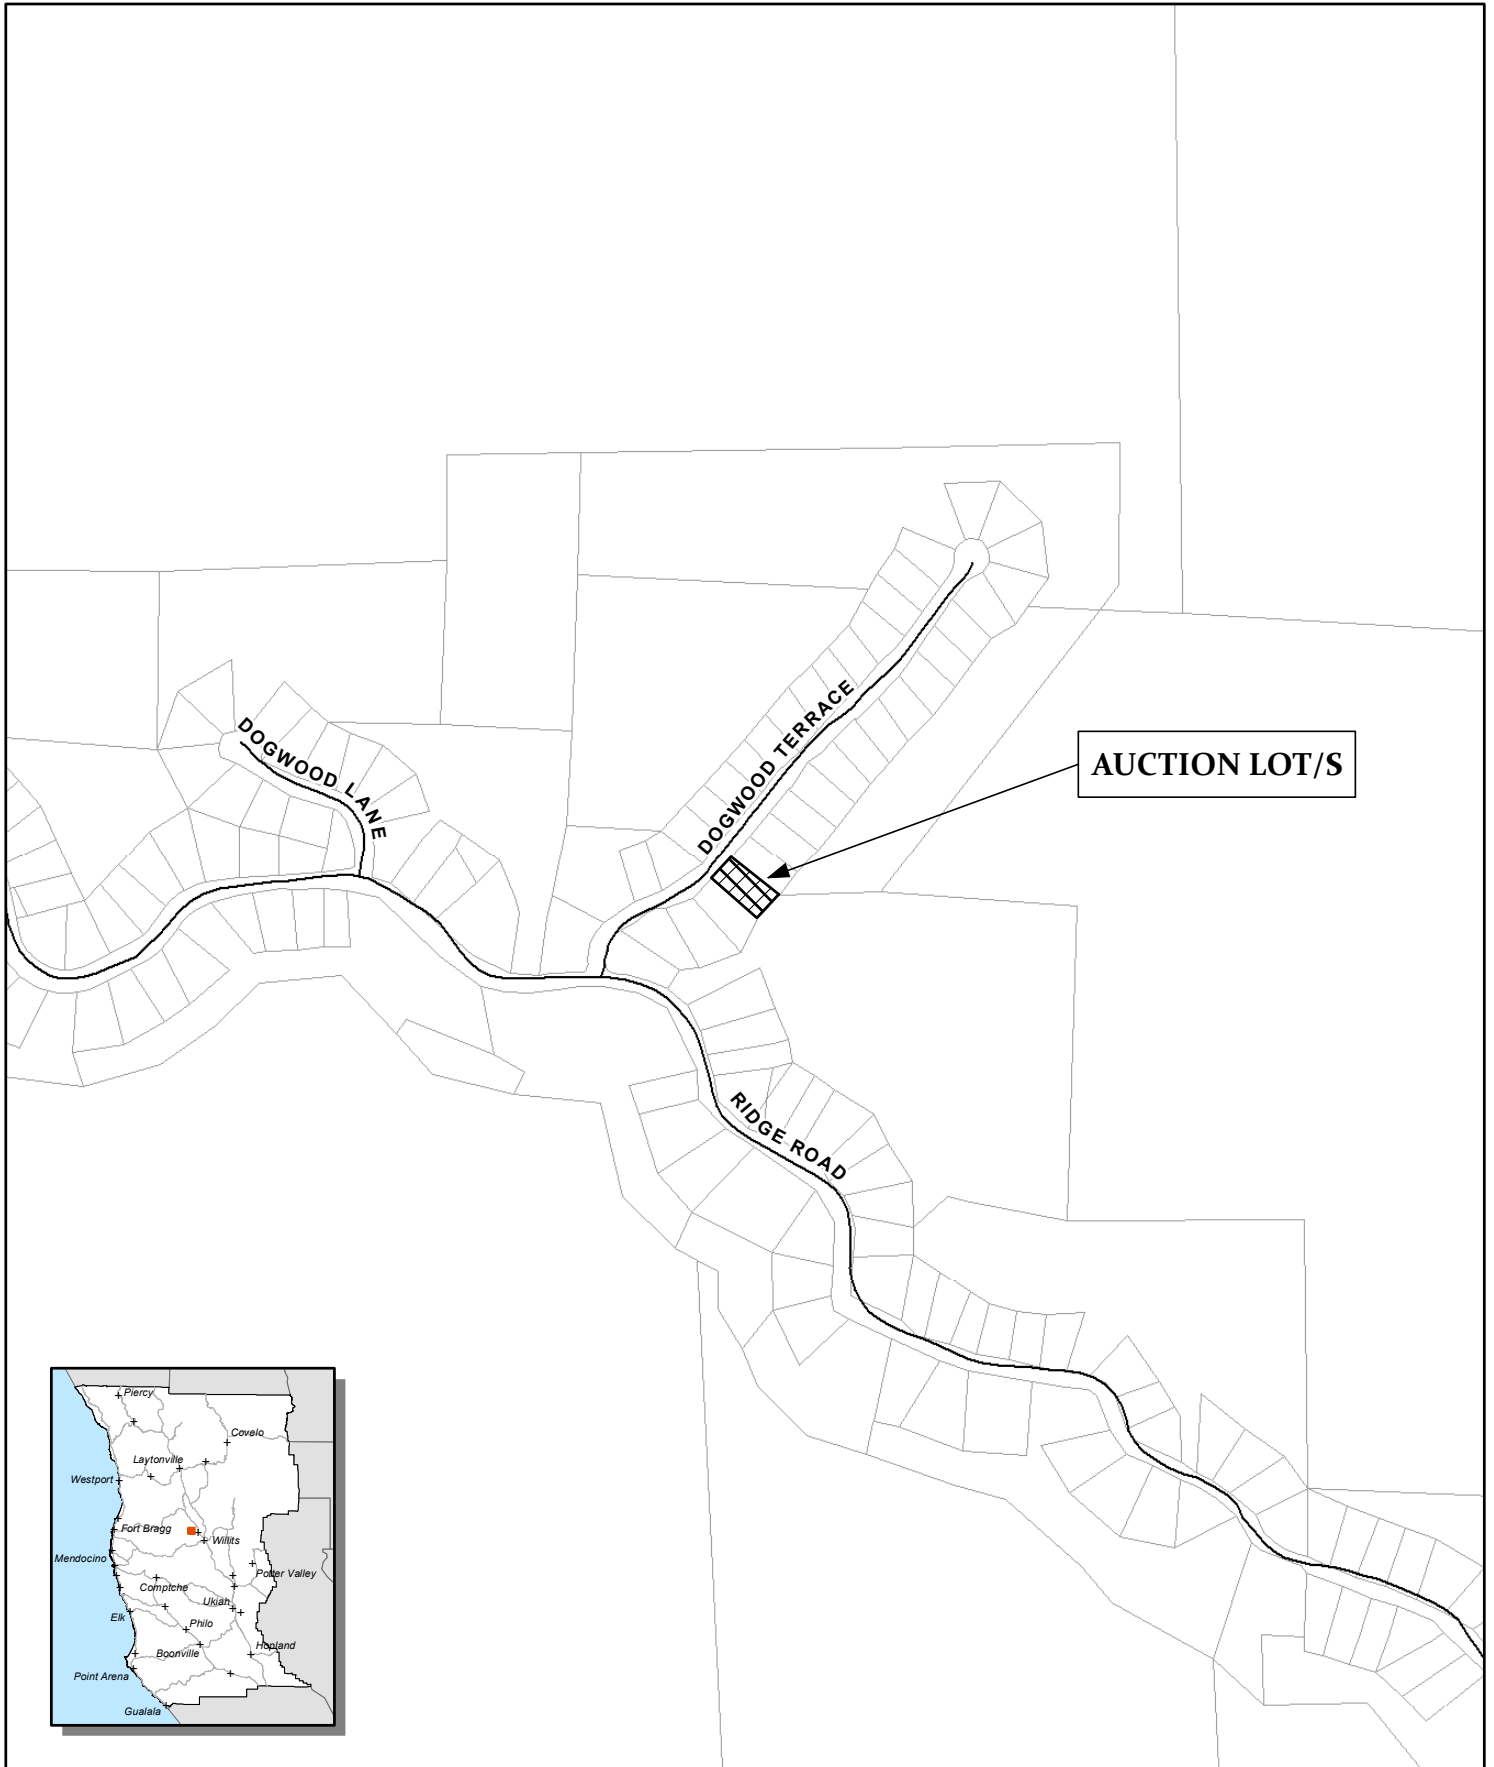 DOGWOOD LANE
DOGWOOD TERRACE
AUCTION LOT/S
RIDGE ROAD
Piercy
Covelo
Laytonville
Westport
Fort Bragg
Willits
Mendocino
Potter Valley
Comptche
Ukiah
Elk
Philo
Hopland
Boonville
Point Arena
Gualala